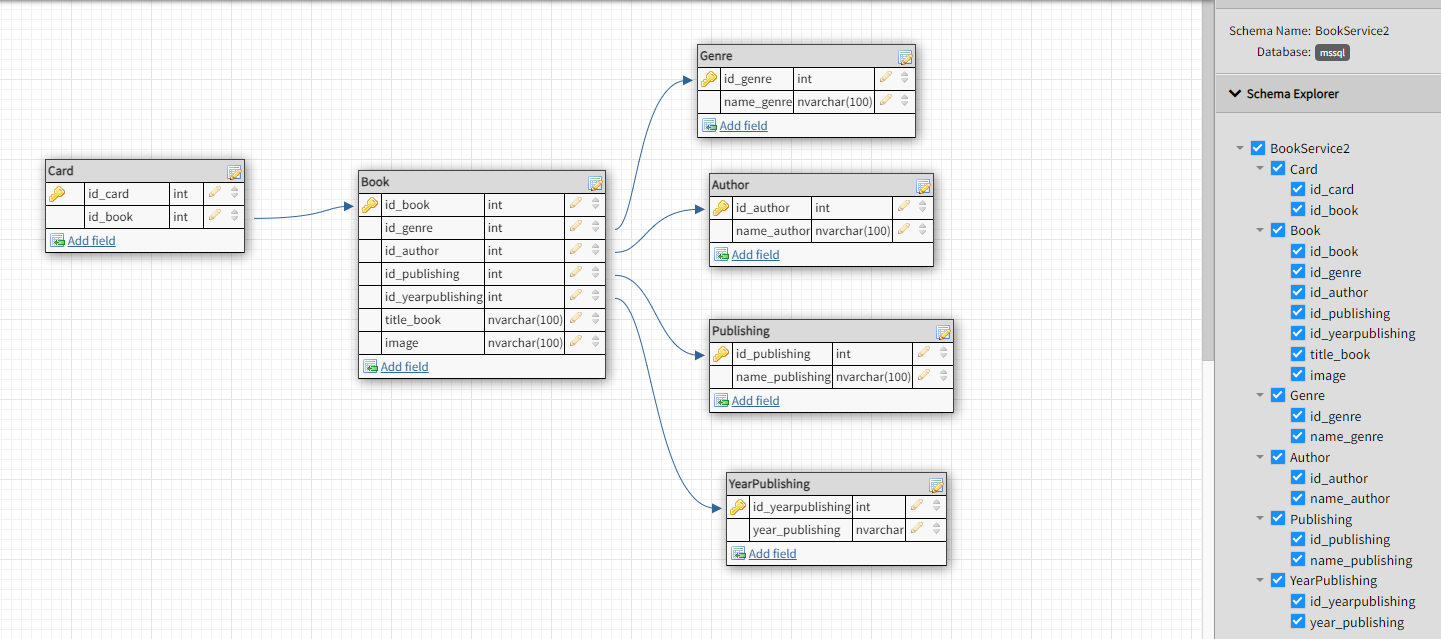 Card
id_card int
id_book int
Add field
Book
id_book int
id_genre int
id_author int
id_publishing int
id_yearpublishing int
title_book nvarchar(100)
image nvarchar(100)
Add field
Genre
id_genre int
name_genre nvarchar(100)
Add field
Author
id_author int
name_author nvarchar(100)
Add field
Publishing
id_publishing int
name_publishing nvarchar(100)
Add field
YearPublishing
id_yearpublishing int
year_publishing nvarchar
Add field
Schema Name: BookService2
Database: mssql
Schema Explorer
BookService2
Card
id_card
id_book
Book
id_book
id_genre
id_author
id_publishing
id_yearpublishing
title_book
image
Genre
id_genre
name_genre
Author
id_author
name_author
Publishing
id_publishing
name_publishing
YearPublishing
id_yearpublishing
year_publishing